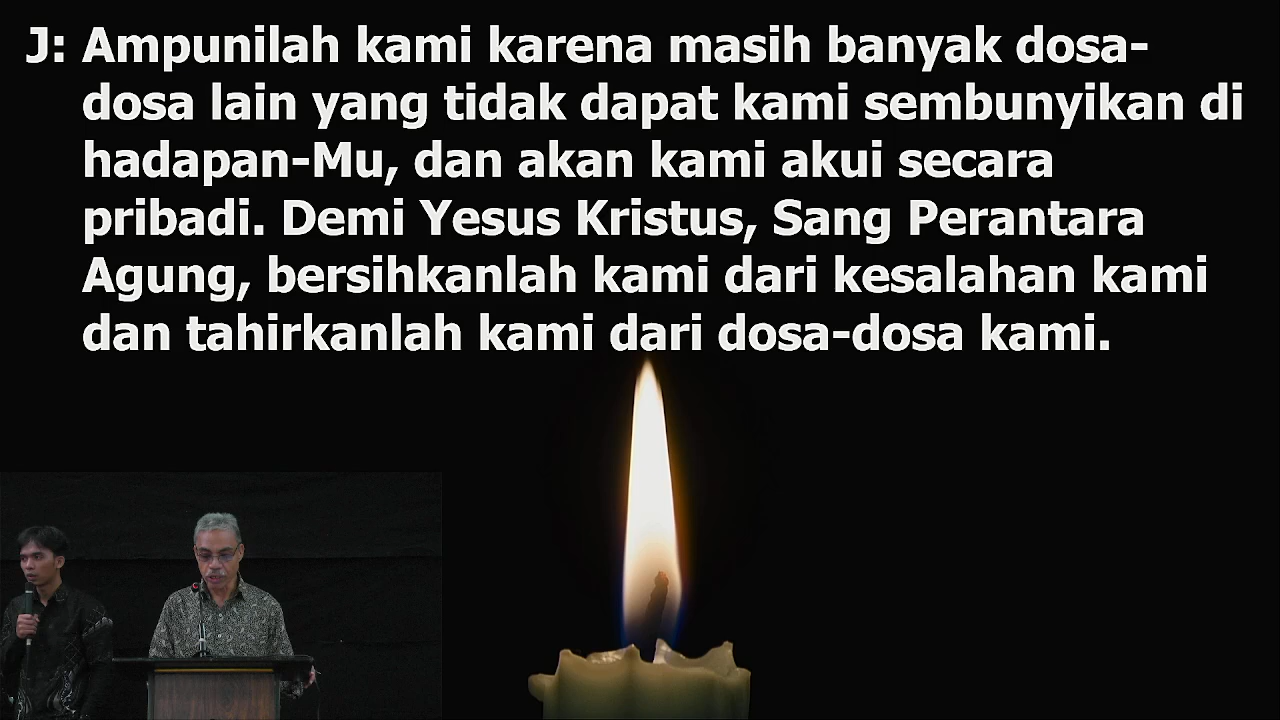 J: Ampunilah kami karena masih banyak dosa-
dosa lain yang tidak dapat kami sembunyikan di
hadapan-Mu, dan akan kami akui secara
pribadi. Demi Yesus Kristus, Sang Perantara
Agung, bersihkanlah kami dari kesalahan kami
dan tahirkanlah kami dari dosa-dosa kami.